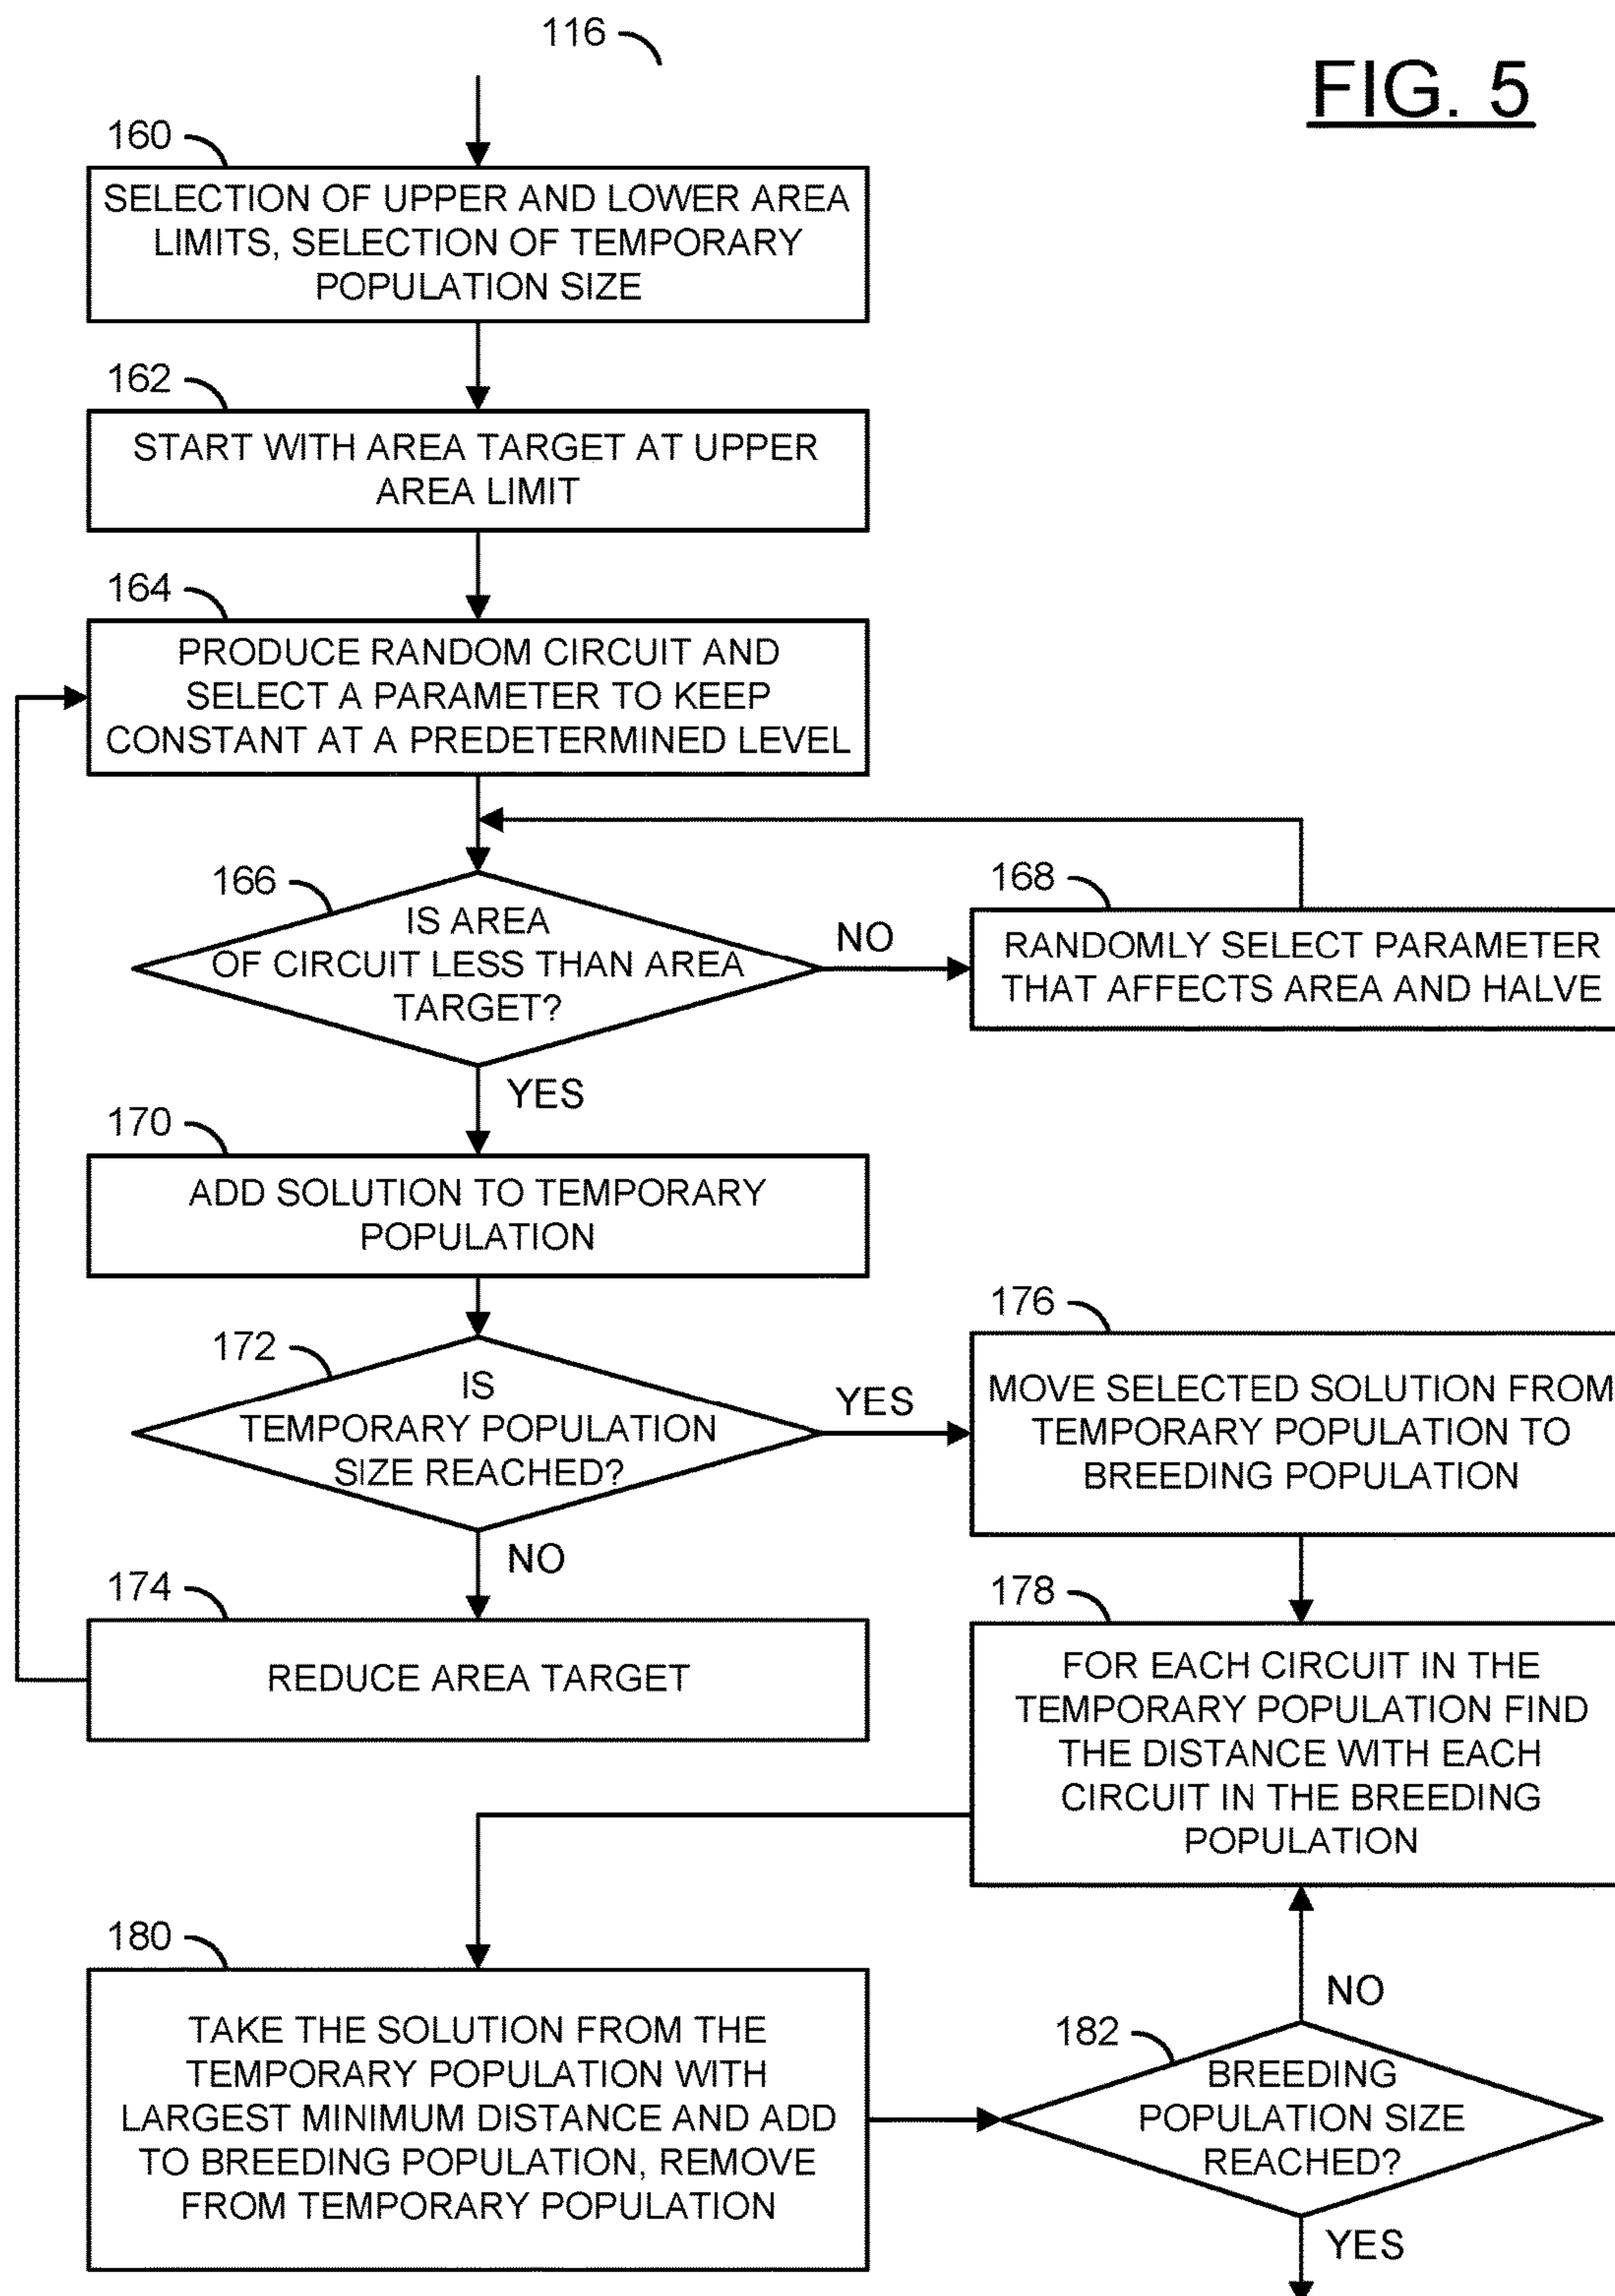 116
FIG. 5
160
SELECTION OF UPPER AND LOWER AREA
LIMITS, SELECTION OF TEMPORARY
POPULATION SIZE
162
START WITH AREA TARGET AT UPPER
AREA LIMIT
164
PRODUCE RANDOM CIRCUIT AND
SELECT A PARAMETER TO KEEP
CONSTANT AT A PREDETERMINED LEVEL
166
IS AREA
OF CIRCUIT LESS THAN AREA
TARGET?
NO
168
RANDOMLY SELECT PARAMETER
THAT AFFECTS AREA AND HALVE
YES
170
ADD SOLUTION TO TEMPORARY
POPULATION
172
IS
TEMPORARY POPULATION
SIZE REACHED?
YES
176
MOVE SELECTED SOLUTION FROM
TEMPORARY POPULATION TO
BREEDING POPULATION
NO
174
REDUCE AREA TARGET
178
FOR EACH CIRCUIT IN THE
TEMPORARY POPULATION FIND
THE DISTANCE WITH EACH
CIRCUIT IN THE BREEDING
POPULATION
180
TAKE THE SOLUTION FROM THE
TEMPORARY POPULATION WITH
LARGEST MINIMUM DISTANCE AND ADD
TO BREEDING POPULATION, REMOVE
FROM TEMPORARY POPULATION
NO
182
BREEDING
POPULATION SIZE
REACHED?
YES